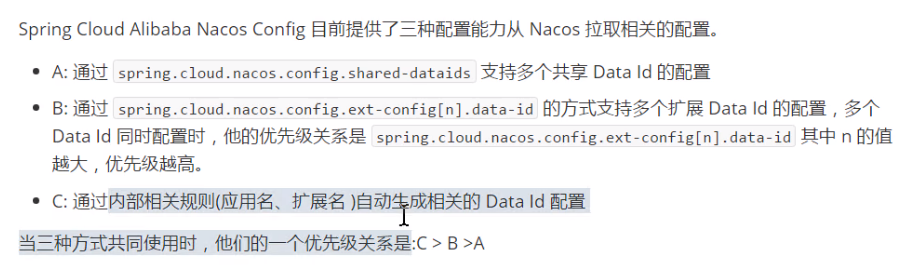 Spring Cloud Alibaba Nacos Config 目前提供了三种配置能力从 Nacos 拉取相关的配置。
• A: 通过 spring.cloud.nacos.config.shared-dataids 支持多个共享 Data Id 的配置
• B: 通过 spring.cloud.nacos.config.ext-config[n].data-id 的方式支持多个扩展 Data Id 的配置，多个
Data Id 同时配置时，他的优先级关系是 spring.cloud.nacos.config.ext-config[n].data-id 其中 n 的值
越大，优先级越高。
• C: 通过内部相关规则(应用名、扩展名 )自动生成相关的 Data Id 配置
当三种方式共同使用时，他们的一个优先级关系是:C > B >A